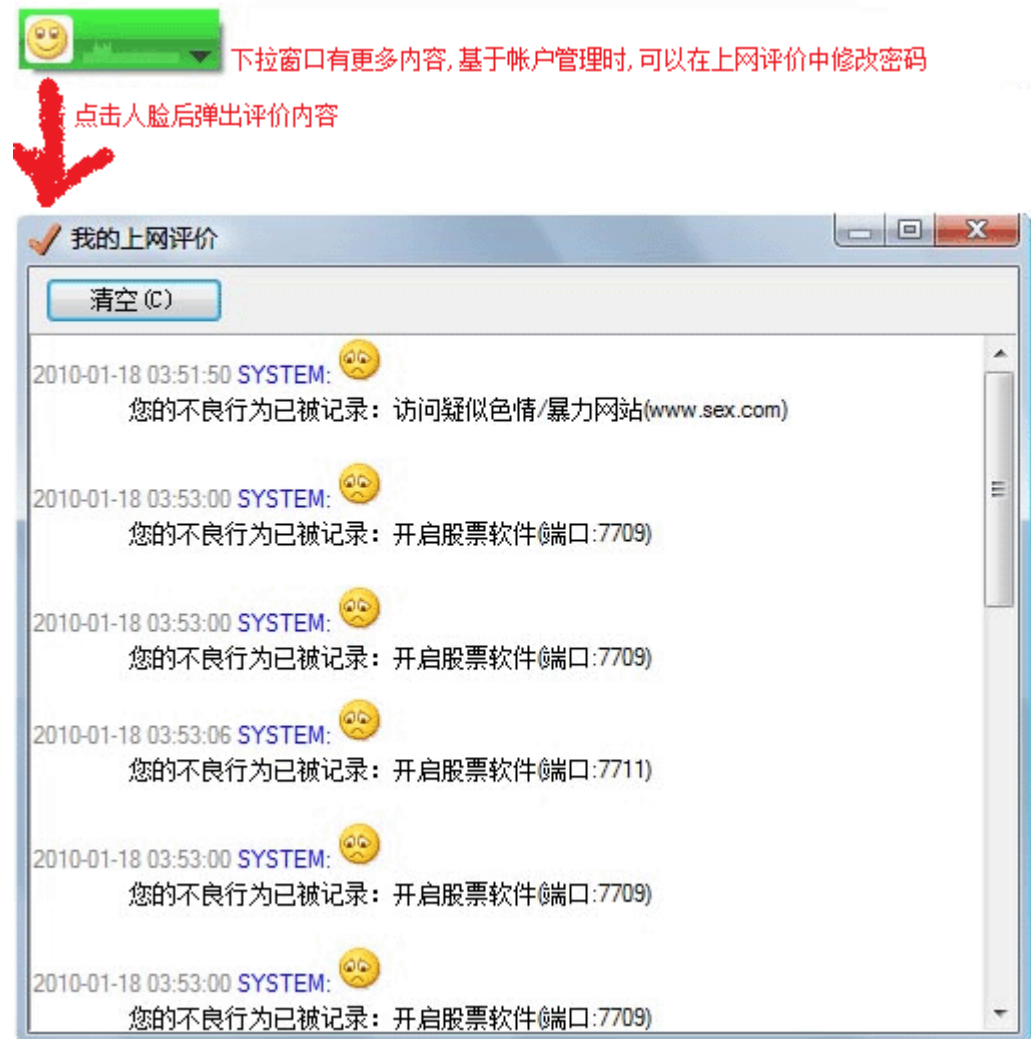 下拉窗口有更多内容,基于帐户管理时,可以在上网评价中修改密码
点击人脸后弹出评价内容
我的上网评价
清空(C)
2010-01-18 03:51:50 SYSTEM:
您的不良行为已被记录：访问疑似色情/暴力网站(www.sex.com)
2010-01-18 03:53:00 SYSTEM:
您的不良行为已被记录：开启股票软件(端口:7709)
2010-01-18 03:53:00 SYSTEM:
您的不良行为已被记录：开启股票软件(端口:7709)
2010-01-18 03:53:06 SYSTEM:
您的不良行为已被记录：开启股票软件(端口:7711)
2010-01-18 03:53:00 SYSTEM:
您的不良行为已被记录：开启股票软件(端口:7709)
2010-01-18 03:53:00 SYSTEM:
您的不良行为已被记录：开启股票软件(端口:7709)